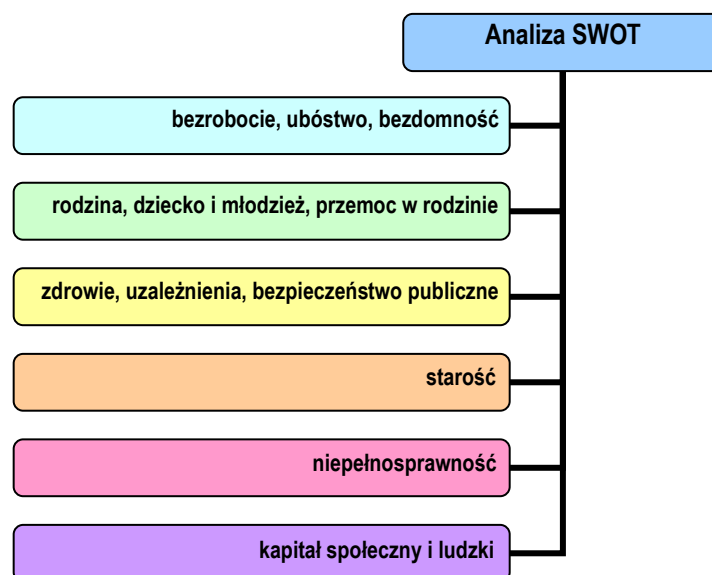 Analiza SWOT
bezrobocie, ubóstwo, bezdomność
rodzina, dziecko i młodzież, przemoc w rodzinie
zdrowie, uzależnienia, bezpieczeństwo publiczne
starość
niepełnosprawność
kapitał społeczny i ludzki